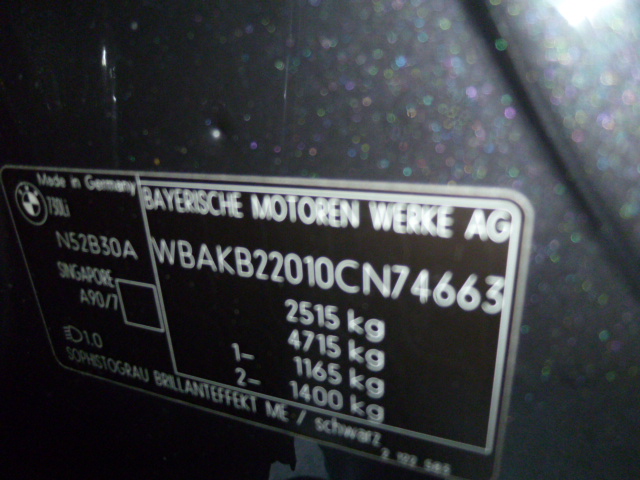 Made in Germany
730Li
BAYERISCHE MOTOREN WERKE AG
N52B30A
WBAKB22010CN74663
SINGAPORE
A90/7
2515 kg
4715 kg
1- 1165 kg
2- 1400 kg
1.0
SOPHISTOGRAU BRILLANTEFFEKT ME / schwarz